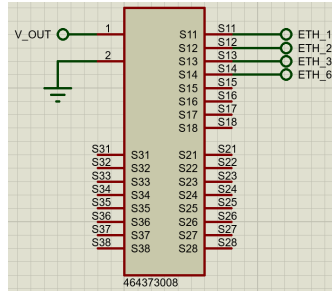 V_OUT 1 S11 S11 ETH_1
S12 S12 ETH_2
2 S13 S13 ETH_3
S14 S14 ETH_6
S15 S15
S16 S16
S17 S17
S18 S18
S31 S31 S21 S21
S32 S32 S22 S22
S33 S33 S23 S23
S34 S34 S24 S24
S35 S35 S25 S25
S36 S36 S26 S26
S37 S37 S27 S27
S38 S38 S28 S28
464373008